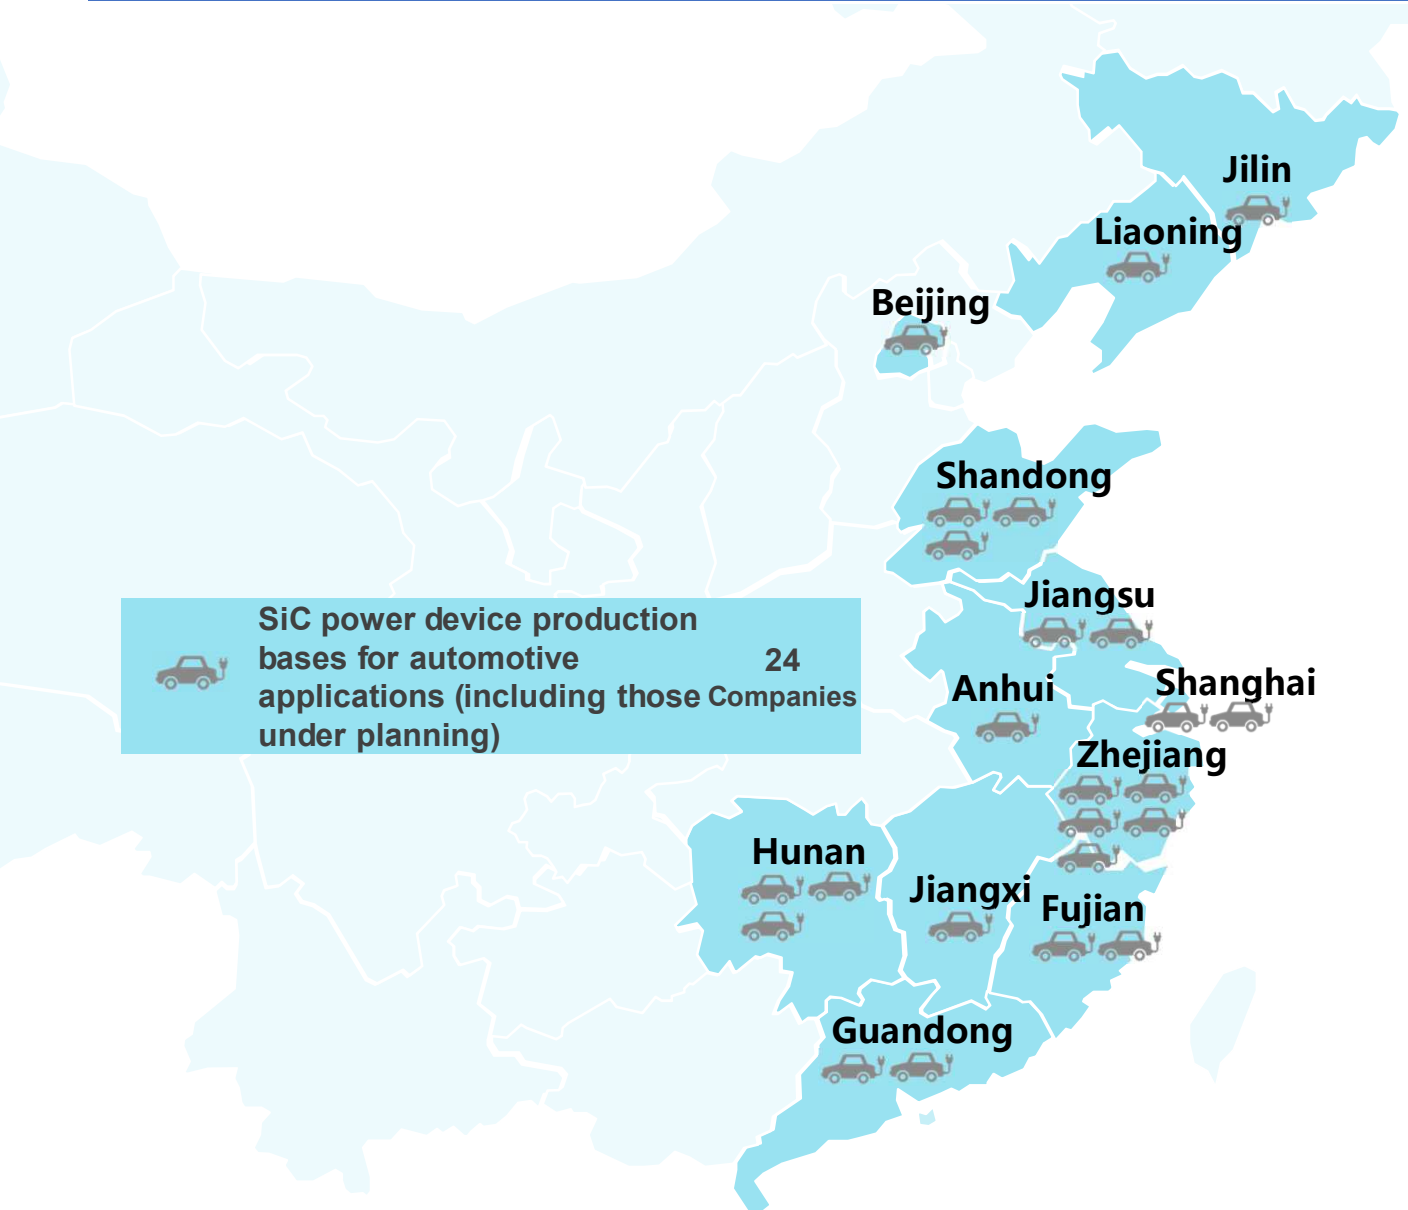 Jilin
Liaoning
Beijing
Shandong
Jiangsu
SiC power device production
bases for automotive
applications (including those
under planning)
24
Companies
Anhui
Shanghai
Zhejiang
Hunan
Jiangxi
Fujian
Guandong